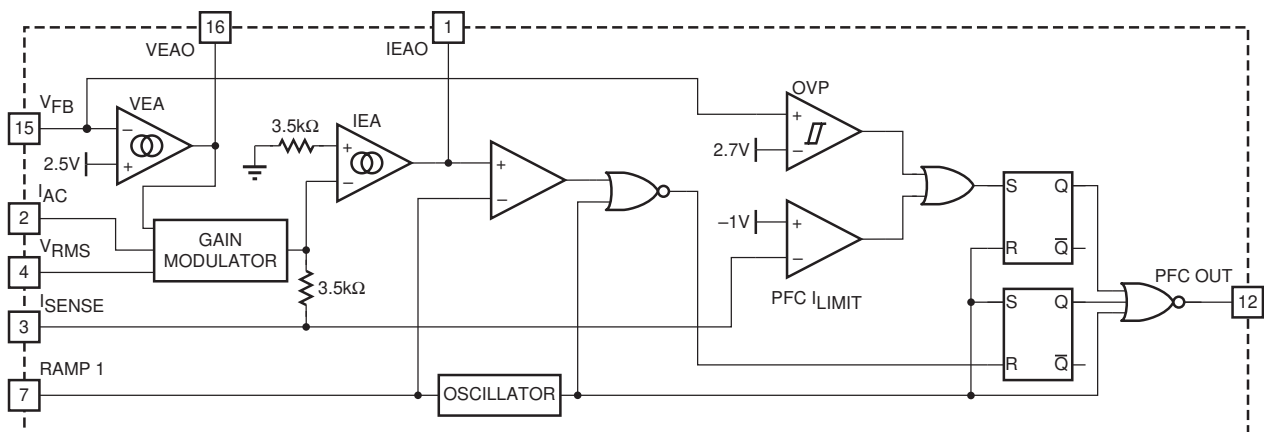 16
1
VEAO
IEAO
VFB
VEA
15
2.5V
3.5kΩ
IEA
OVP
2.7V
IAC
2
VRMS
4
GAIN
MODULATOR
3.5kΩ
ISENSE
3
–1V
PFC ILIMIT
S Q
R Q̅
S Q
R Q̅
PFC OUT
12
RAMP 1
7
OSCILLATOR
+
–
+
–
+
–
+
–
+
–